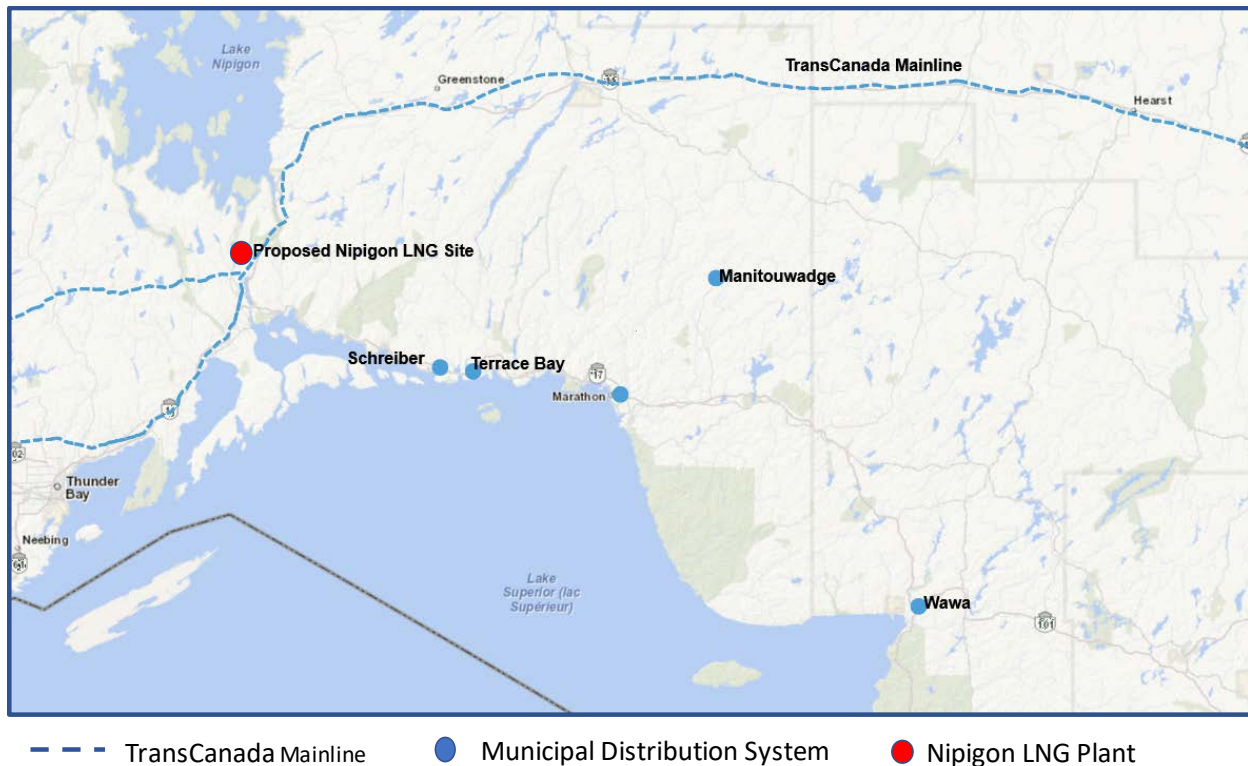 Lake
Nipigon
Greenstone
TransCanada Mainline
Hearst
Proposed Nipigon LNG Site
Manitouwadge
Schreiber
Terrace Bay
17
Marathon
Thunder
Bay
Neebing
Lake
Superior (lac
Supérieur)
Wawa
101
TransCanada Mainline
Municipal Distribution System
Nipigon LNG Plant